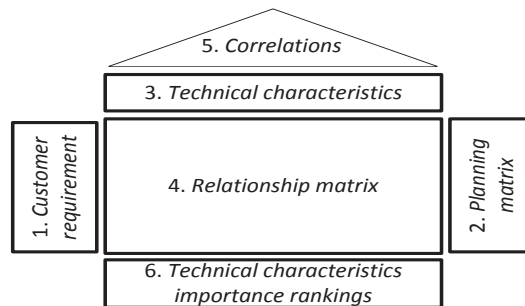 5. Correlations
3. Technical characteristics
1. Customer
requirement
4. Relationship matrix
2. Planning
matrix
6. Technical characteristics
importance rankings